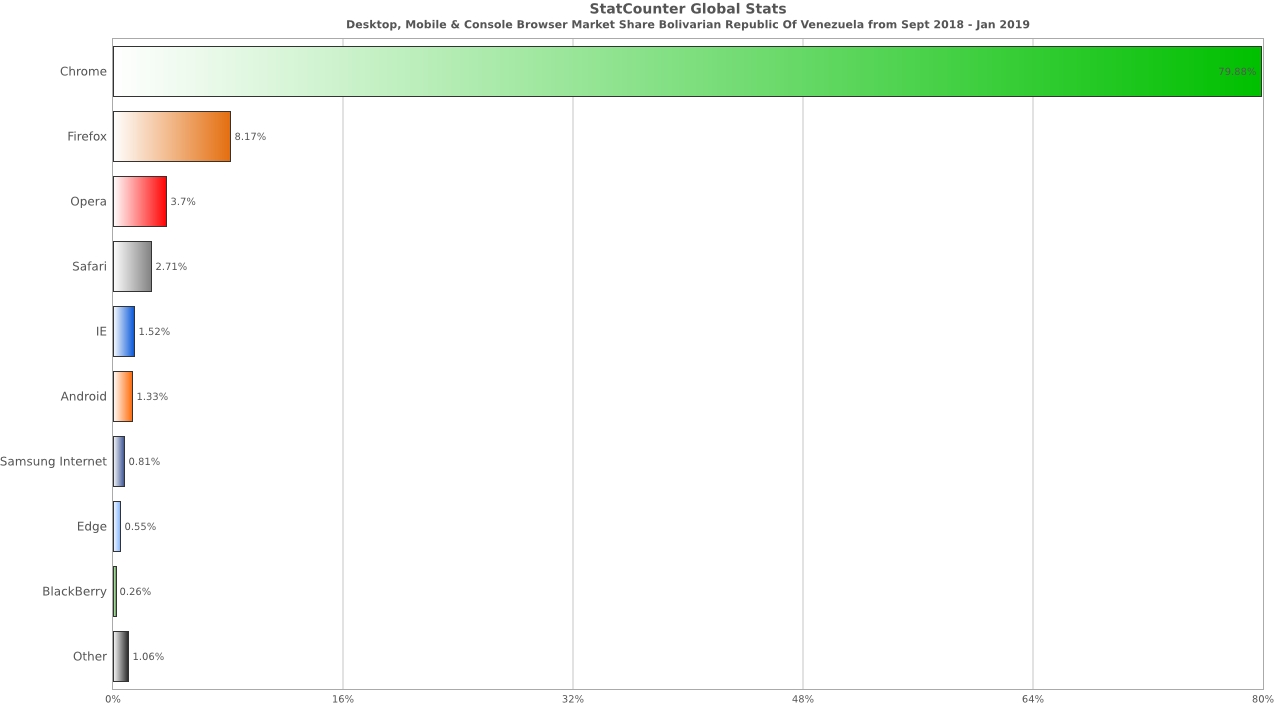 StatCounter Global Stats
Desktop, Mobile & Console Browser Market Share Bolivarian Republic Of Venezuela from Sept 2018 - Jan 2019
Chrome 79.88%
Firefox 8.17%
Opera 3.7%
Safari 2.71%
IE 1.52%
Android 1.33%
Samsung Internet 0.81%
Edge 0.55%
BlackBerry 0.26%
Other 1.06%
0% 16% 32% 48% 64% 80%